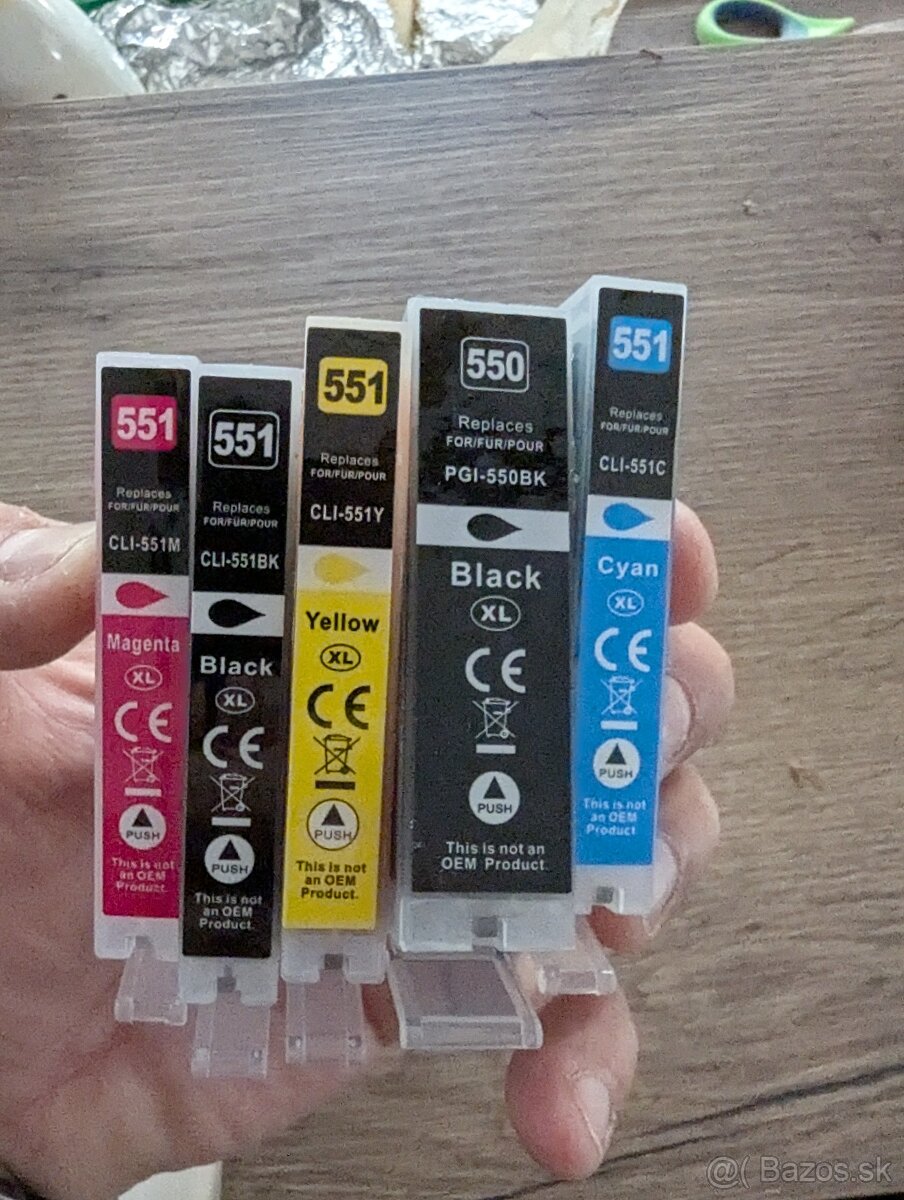 551
Replaces
FOR/FÜR/POUR
CLI-551M
Magenta
XL
CE
PUSH
This is not
an OEM
Product.
551
Replaces
FOR/FÜR/POUR
CLI-551BK
Black
XL
CE
PUSH
This is not
an OEM
Product.
551
Replaces
FOR/FÜR/POUR
CLI-551Y
Yellow
XL
CE
PUSH
This is not
an OEM
Product.
550
Replaces
FOR/FÜR/POUR
PGI-550BK
Black
XL
CE
PUSH
This is not an
OEM Product.
551
Replaces
FOR/FÜR/POUR
CLI-551C
Cyan
XL
CE
PUSH
This is not
an OEM
Product
@( Bazos.sk